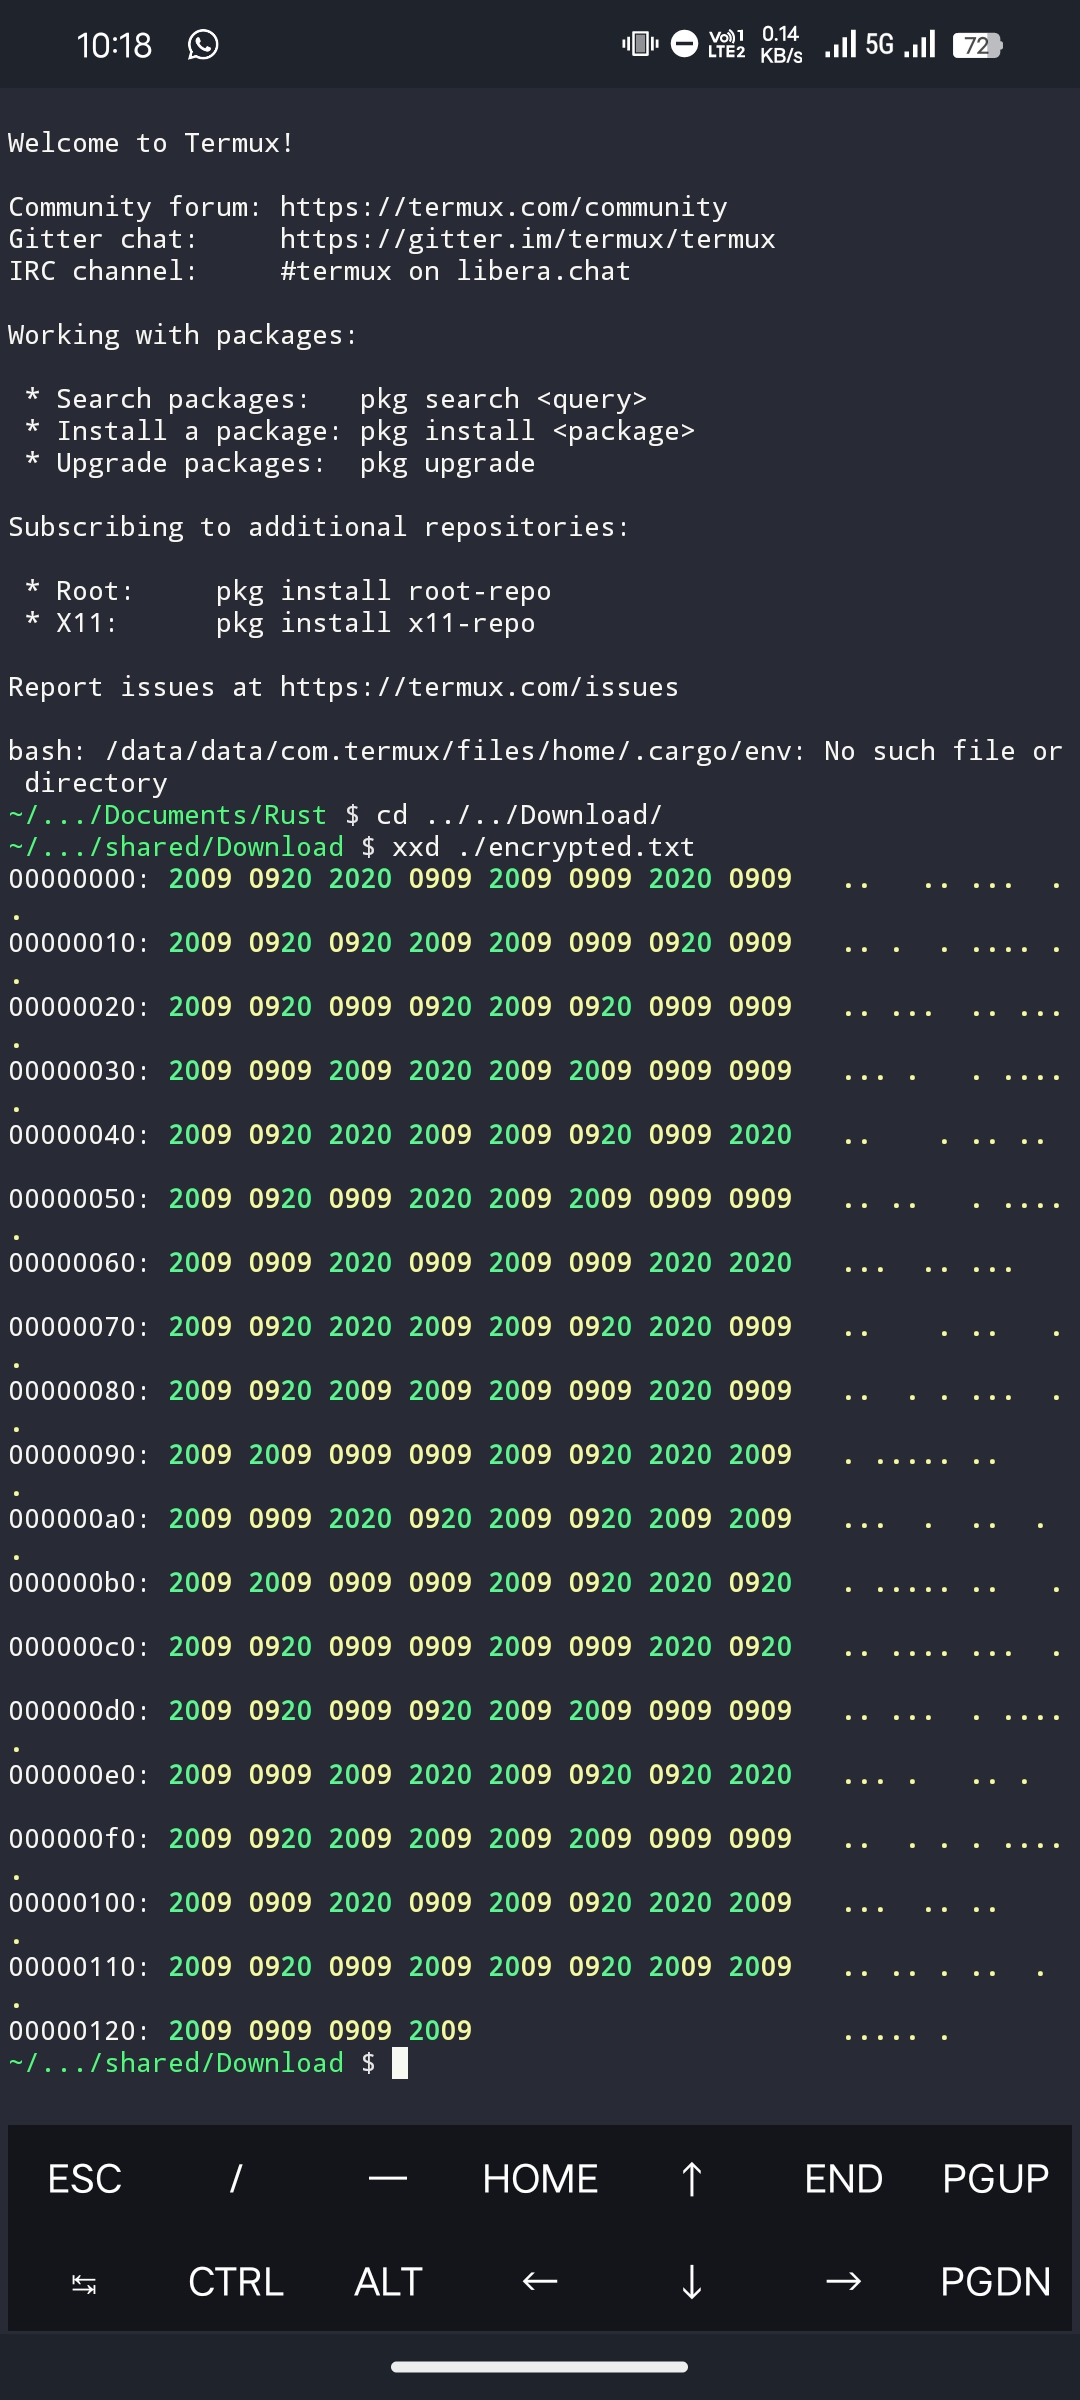 10:18
Vo))1 LTE2 0.14 KB/s 5G 72
Welcome to Termux!
Community forum: https://termux.com/community
Gitter chat:     https://gitter.im/termux/termux
IRC channel:     #termux on libera.chat
Working with packages:
 * Search packages:   pkg search <query>
 * Install a package: pkg install <package>
 * Upgrade packages:  pkg upgrade
Subscribing to additional repositories:
 * Root:     pkg install root-repo
 * X11:      pkg install x11-repo
Report issues at https://termux.com/issues
bash: /data/data/com.termux/files/home/.cargo/env: No such file or
 directory
~/.../Documents/Rust $ cd ../../Download/
~/.../shared/Download $ xxd ./encrypted.txt
00000000: 2009 0920 2020 0909 2009 0909 2020 0909   ..   .. ...  .
.
00000010: 2009 0920 0920 2009 2009 0909 0920 0909   .. .  . .... .
.
00000020: 2009 0920 0909 0920 2009 0920 0909 0909   .. ...  .. ...
.
00000030: 2009 0909 2009 2020 2009 2009 0909 0909   ... .   . ....
.
00000040: 2009 0920 2020 2009 2009 0920 0909 2020   ..    . .. ..
00000050: 2009 0920 0909 2020 2009 2009 0909 0909   .. ..   . ....
.
00000060: 2009 0909 2020 0909 2009 0909 2020 2020   ...  .. ...
00000070: 2009 0920 2020 2009 2009 0920 2020 0909   ..    . ..   .
.
00000080: 2009 0920 2009 2009 2009 0909 2020 0909   ..  . . ...  .
.
00000090: 2009 2009 0909 0909 2009 0920 2020 2009   . ..... ..
.
000000a0: 2009 0909 2020 0920 2009 0920 2009 2009   ...  .  ..  .
.
000000b0: 2009 2009 0909 0909 2009 0920 2020 0920   . ..... ..   .
000000c0: 2009 0920 0909 0909 2009 0909 2020 0920   .. .... ...  .
000000d0: 2009 0920 0909 0920 2009 2009 0909 0909   .. ...  . ....
.
000000e0: 2009 0909 2009 2020 2009 0920 0920 2020   ... .   .. .
000000f0: 2009 0920 2009 2009 2009 2009 0909 0909   ..  . . . ....
.
00000100: 2009 0909 2020 0909 2009 0920 2020 2009   ...  .. ..
.
00000110: 2009 0920 0909 2009 2009 0920 2009 2009   .. .. . ..  .
.
00000120: 2009 0909 0909 2009                       ..... .
~/.../shared/Download $
ESC / — HOME ↑ END PGUP
↹ CTRL ALT ← ↓ → PGDN